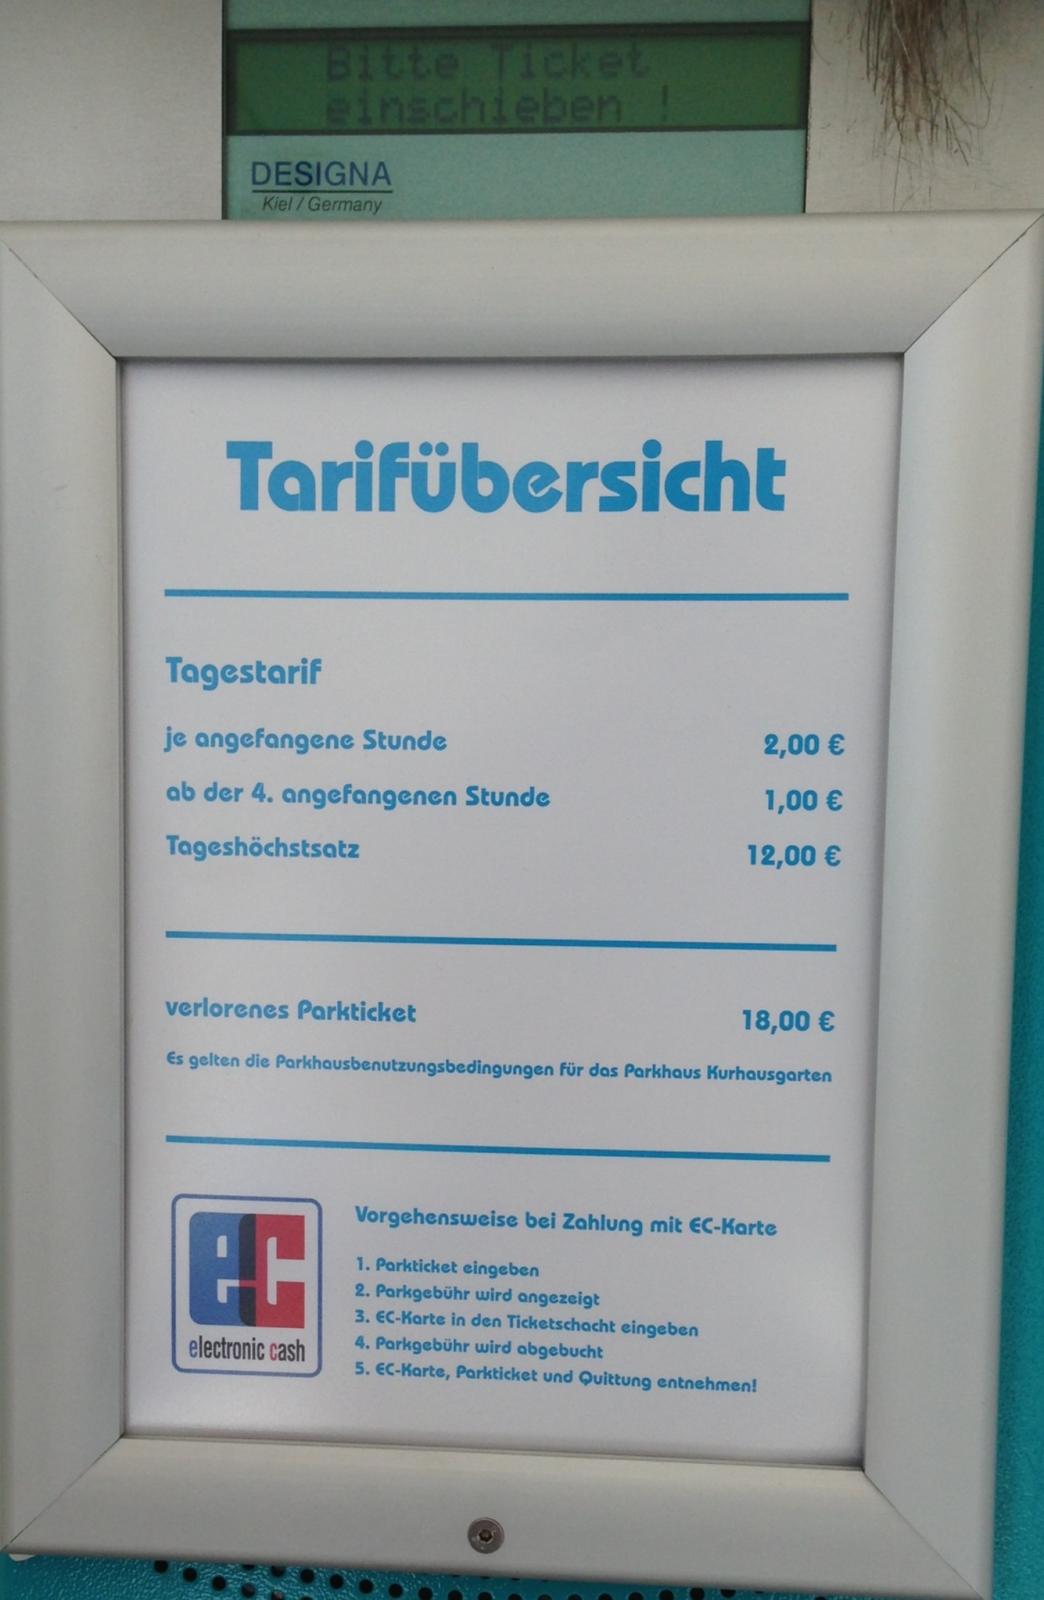 Bitte Ticket
einschieben !
DESIGNA
Kiel / Germany
Tarifübersicht
Tagestarif
je angefangene Stunde 2,00 €
ab der 4. angefangenen Stunde 1,00 €
Tageshöchstsatz 12,00 €
verlorenes Parkticket 18,00 €
Es gelten die Parkhausbenutzungsbedingungen für das Parkhaus Kurhausgarten
ec
electronic cash
Vorgehensweise bei Zahlung mit EC-Karte
1. Parkticket eingeben
2. Parkgebühr wird angezeigt
3. EC-Karte in den Ticketschacht eingeben
4. Parkgebühr wird abgebucht
5. EC-Karte, Parkticket und Quittung entnehmen!